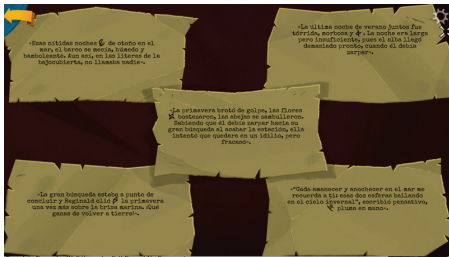 «Esas nítidas noches de otoño en el
mar, el barco se mecía, húmedo y
bamboleante. Aun así, en las literas de la
bajocubierta, no llamaba nadie».
«La última noche de verano juntos fue
tórrida, morbosa y. La noche era larga
pero insuficiente, pues el alba llegó
demasiado pronto, cuando él debía
zarpar».
«La primavera brotó de golpe, las flores
bostezaron, las abejas se zambulleron.
Sabiendo que él debía zarpar hacia su
gran búsqueda al acabar la estación, ella
intentó que quedara en un idilio, pero
fracasó».
«La gran búsqueda estaba a punto de
concluir y Reginald olió la primavera
una vez más sobre la brisa marina. ¡Qué
ganas de volver a tierra!».
«"Cada amanecer y anochecer en el mar me
recuerda a tus esferas bailando
en el cielo invernal", escribió pensativo,
pluma en mano».